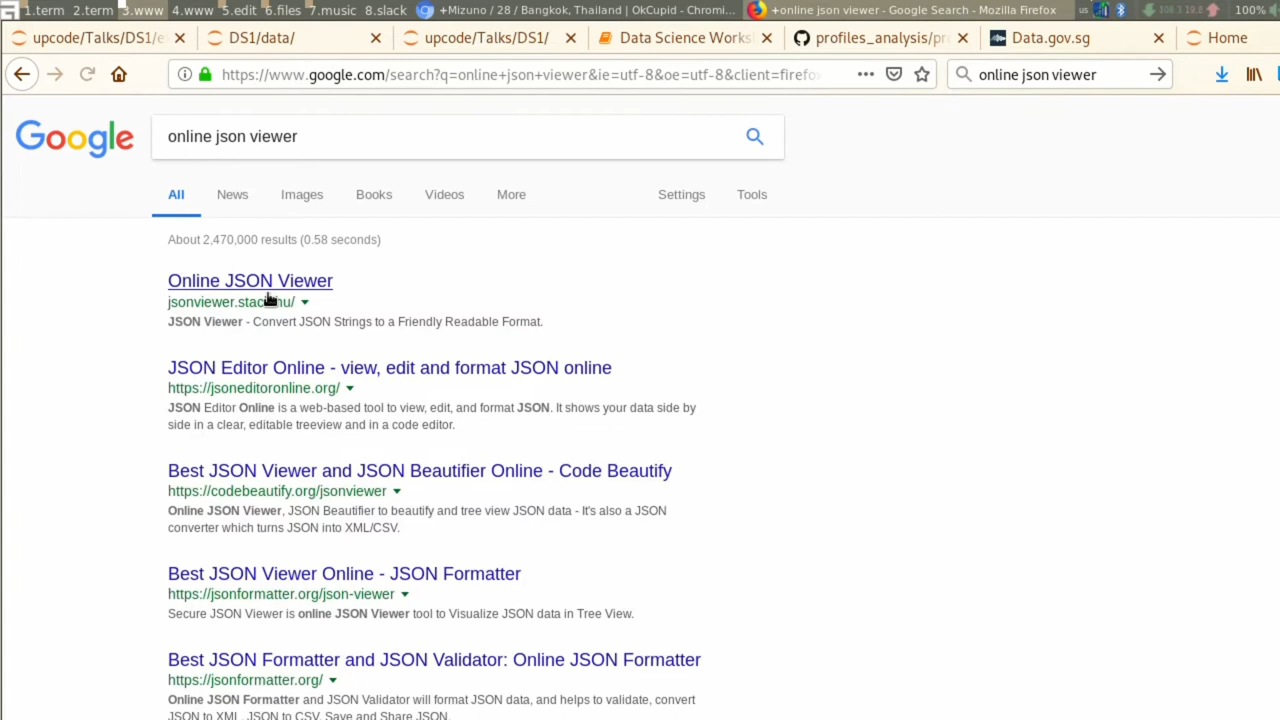 1.term 2.term 3.www 4.www 5.edit 6.files 7.music 8.slack +Mizuno / 28 / Bangkok, Thailand | OkCupid - Chromi... +online json viewer - Google Search - Mozilla Firefox us 100%
upcode/Talks/DS1/e DS1/data/ upcode/Talks/DS1/ Data Science Works profiles_analysis/pr Data.gov.sg Home
https://www.google.com/search?q=online+json+viewer&ie=utf-8&oe=utf-8&client=firefo online json viewer
Google online json viewer
All News Images Books Videos More Settings Tools
About 2,470,000 results (0.58 seconds)
Online JSON Viewer
JSON Viewer - Convert JSON Strings to a Friendly Readable Format.
JSON Editor Online - view, edit and format JSON online
https://jsoneditoronline.org/
JSON Editor Online is a web-based tool to view, edit, and format JSON. It shows your data side by
side in a clear, editable treeview and in a code editor.
Best JSON Viewer and JSON Beautifier Online - Code Beautify
https://codebeautify.org/jsonviewer
Online JSON Viewer, JSON Beautifier to beautify and tree view JSON data - It's also a JSON
converter which turns JSON into XML/CSV.
Best JSON Viewer Online - JSON Formatter
https://jsonformatter.org/json-viewer
Secure JSON Viewer is online JSON Viewer tool to Visualize JSON data in Tree View.
Best JSON Formatter and JSON Validator: Online JSON Formatter
https://jsonformatter.org/
Online JSON Formatter and JSON Validator will format JSON data, and helps to validate, convert
JSON to XML, JSON to CSV. Save and Share JSON.